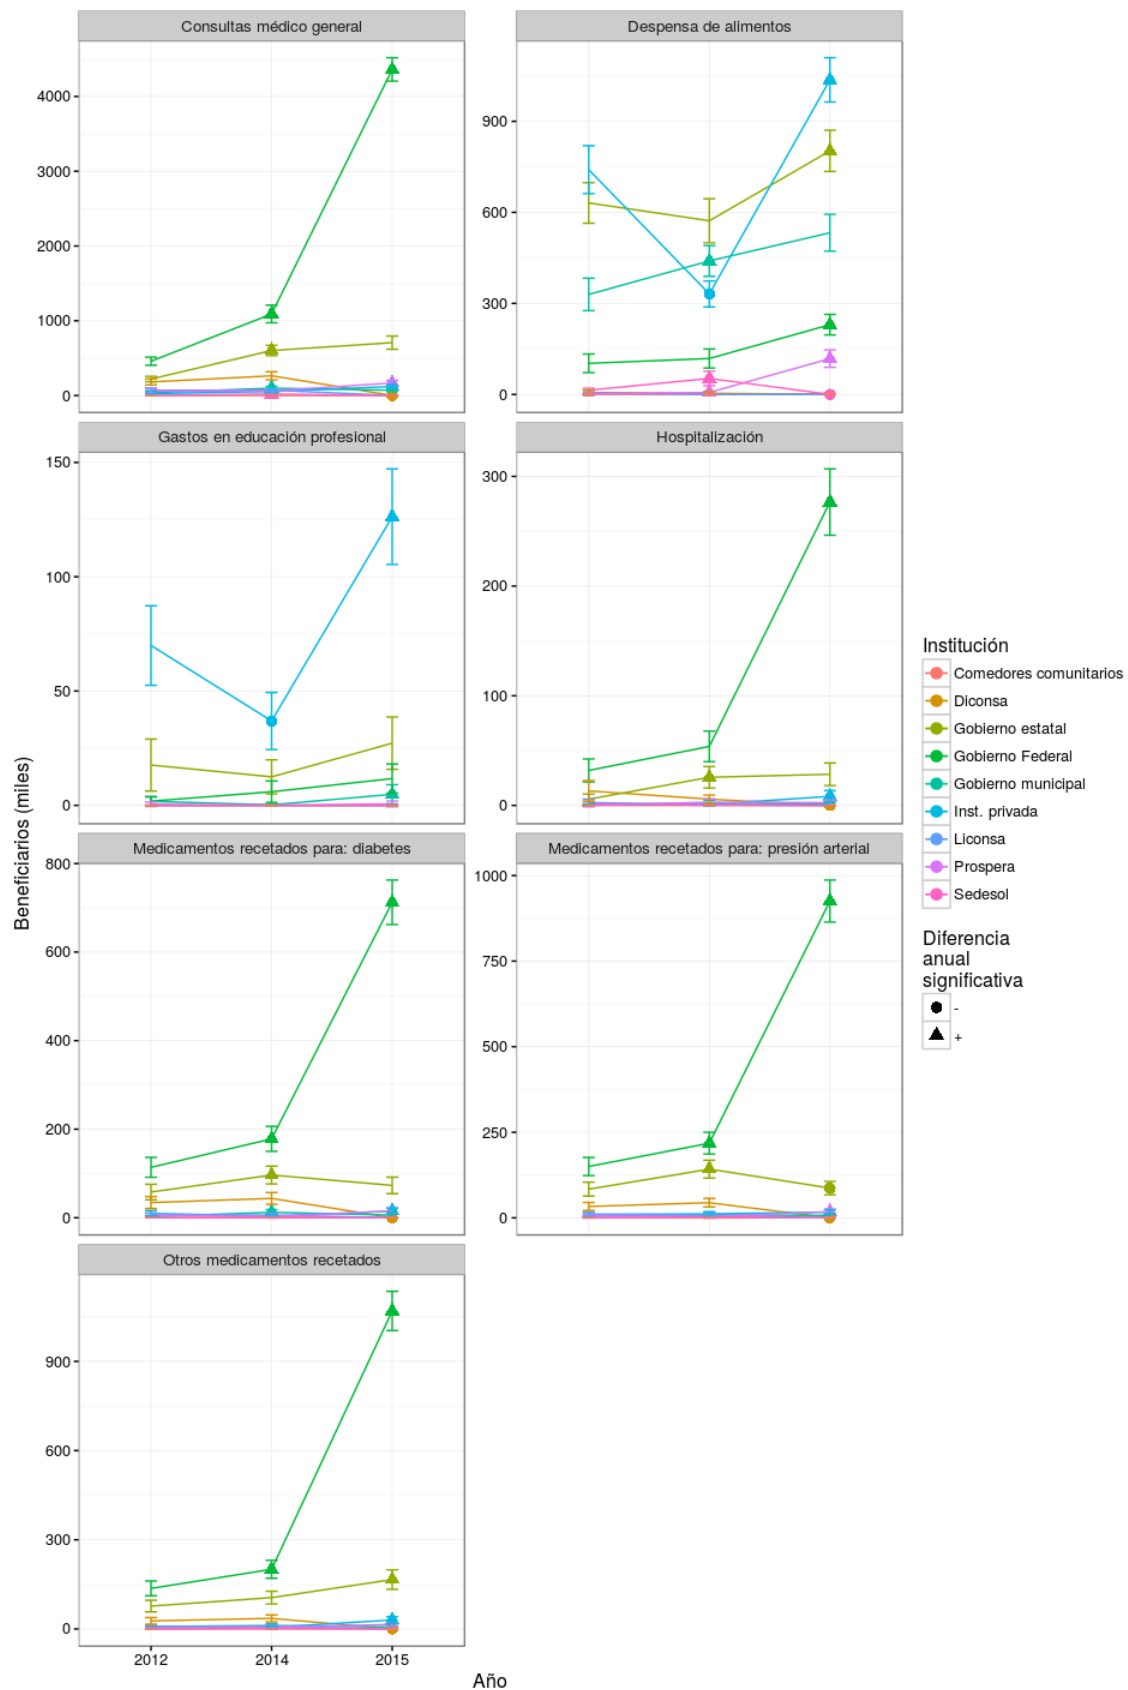 Consultas médico general
Despensa de alimentos
4000
3000
2000
1000
0
900
600
300
0
Gastos en educación profesional
Hospitalización
150
100
50
0
300
200
100
0
Medicamentos recetados para: diabetes
Medicamentos recetados para: presión arterial
800
600
400
200
0
1000
750
500
250
0
Otros medicamentos recetados
900
600
300
0
2012
2014
2015
Año
Beneficiarios (miles)
Institución
Comedores comunitarios
Diconsa
Gobierno estatal
Gobierno Federal
Gobierno municipal
Inst. privada
Liconsa
Prospera
Sedesol
Diferencia
anual
significativa
-
+